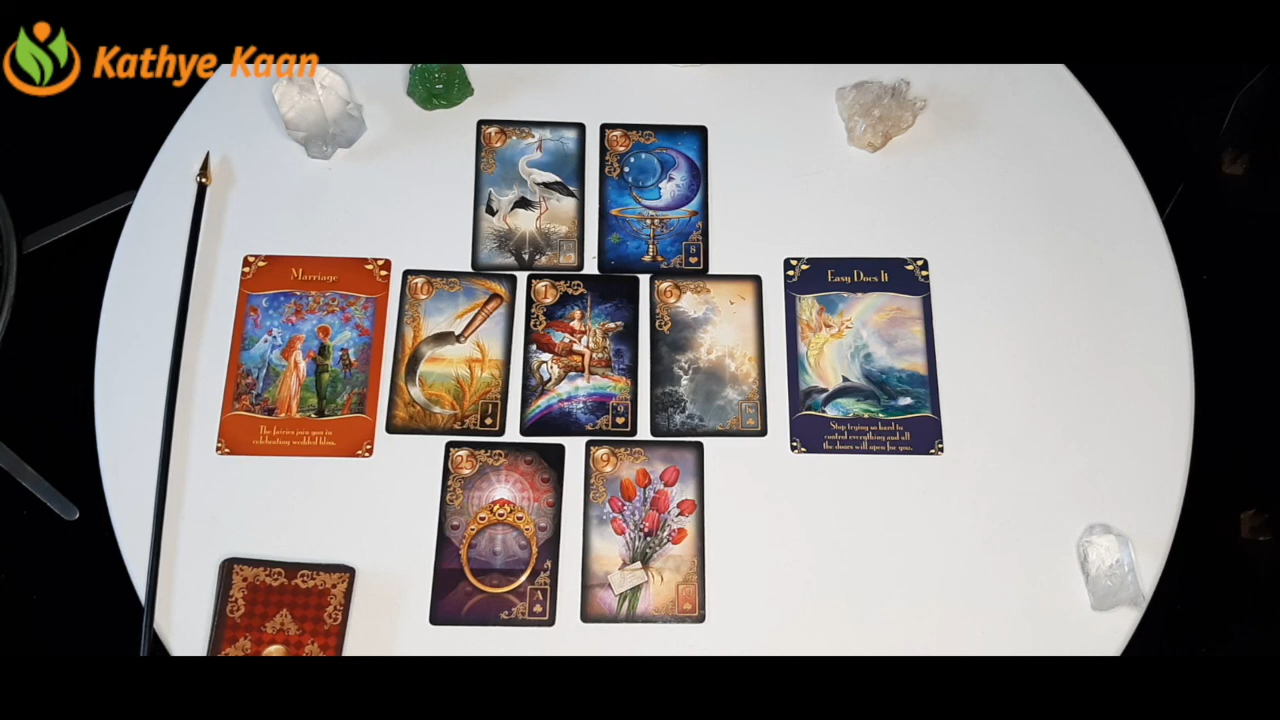 Kathye Kaan
17
32
8
Marriage
The fairies join you in
celebrating wedded bliss.
10
J
1
9
6
Easy Does It
Stop trying so hard to
control everything and all
the doors will open for you.
25
A
9